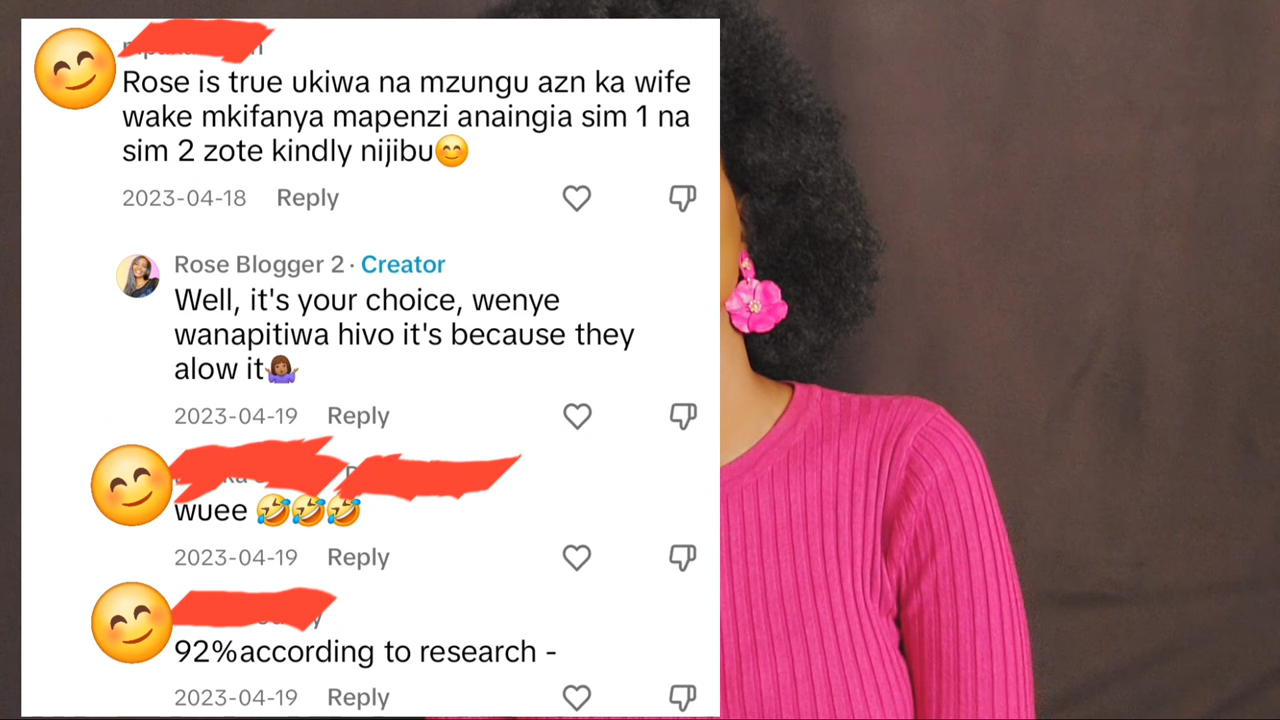 Rose is true ukiwa na mzungu azn ka wife
wake mkifanya mapenzi anaingia sim 1 na
sim 2 zote kindly nijibu😊
2023-04-18 Reply
Rose Blogger 2 · Creator
Well, it's your choice, wenye
wanapitiwa hivo it's because they
alow it🤷🏾‍♀️
2023-04-19 Reply
wuee 🤣🤣🤣
2023-04-19 Reply
92%according to research -
2023-04-19 Reply